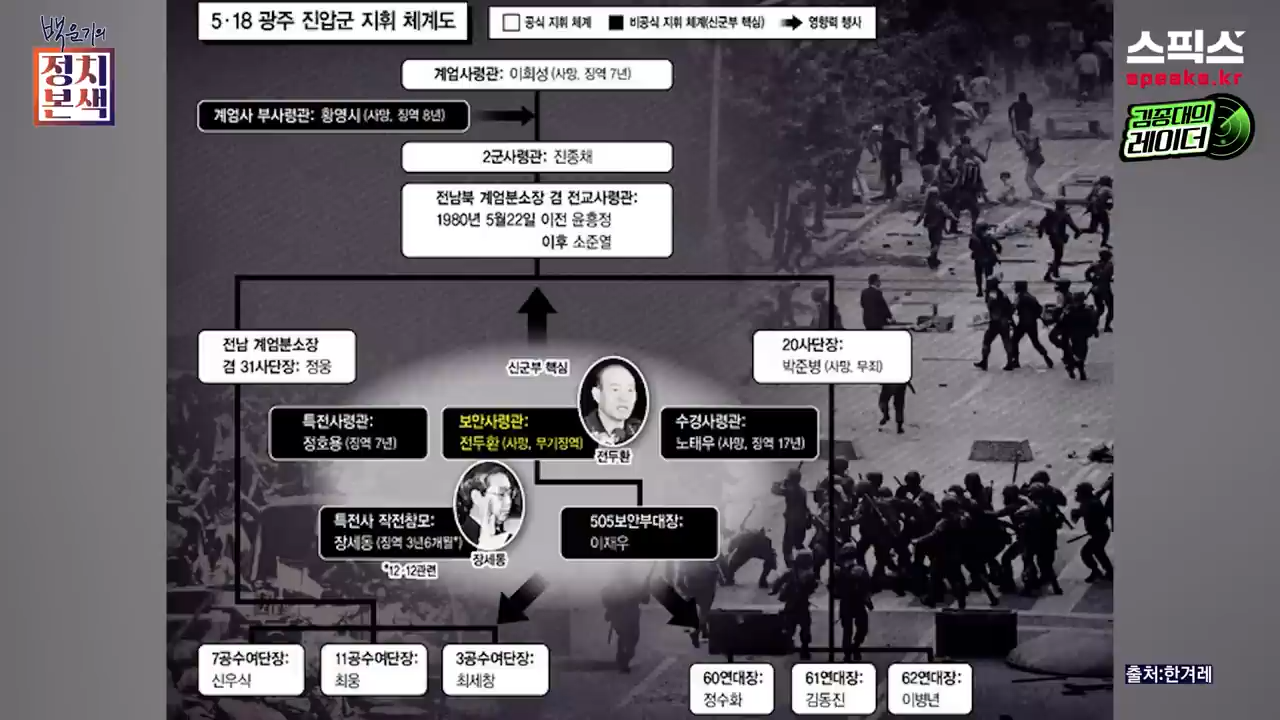 백운기의
정치
본색
5·18 광주 진압군 지휘 체계도
공식 지휘 체계
비공식 지휘 체계(신군부 핵심)
영향력 행사
스픽스
speaks.kr
김종대의
레이더
계엄사령관: 이희성 (사망, 징역 7년)
계엄사 부사령관: 황영시 (사망, 징역 8년)
2군사령관: 진종채
전남북 계엄분소장 겸 전교사령관:
1980년 5월22일 이전 윤흥정
이후 소준열
전남 계엄분소장
겸 31사단장: 정웅
20사단장:
박준병 (사망, 무죄)
신군부 핵심
특전사령관:
정호용 (징역 7년)
보안사령관:
전두환 (사망, 무기징역)
전두환
수경사령관:
노태우 (사망, 징역 17년)
특전사 작전참모:
장세동 (징역 3년6개월*)
*12·12관련
장세동
505보안부대장:
이재우
7공수여단장:
신우식
11공수여단장:
최웅
3공수여단장:
최세창
60연대장:
정수화
61연대장:
김동진
62연대장:
이병년
출처:한겨레